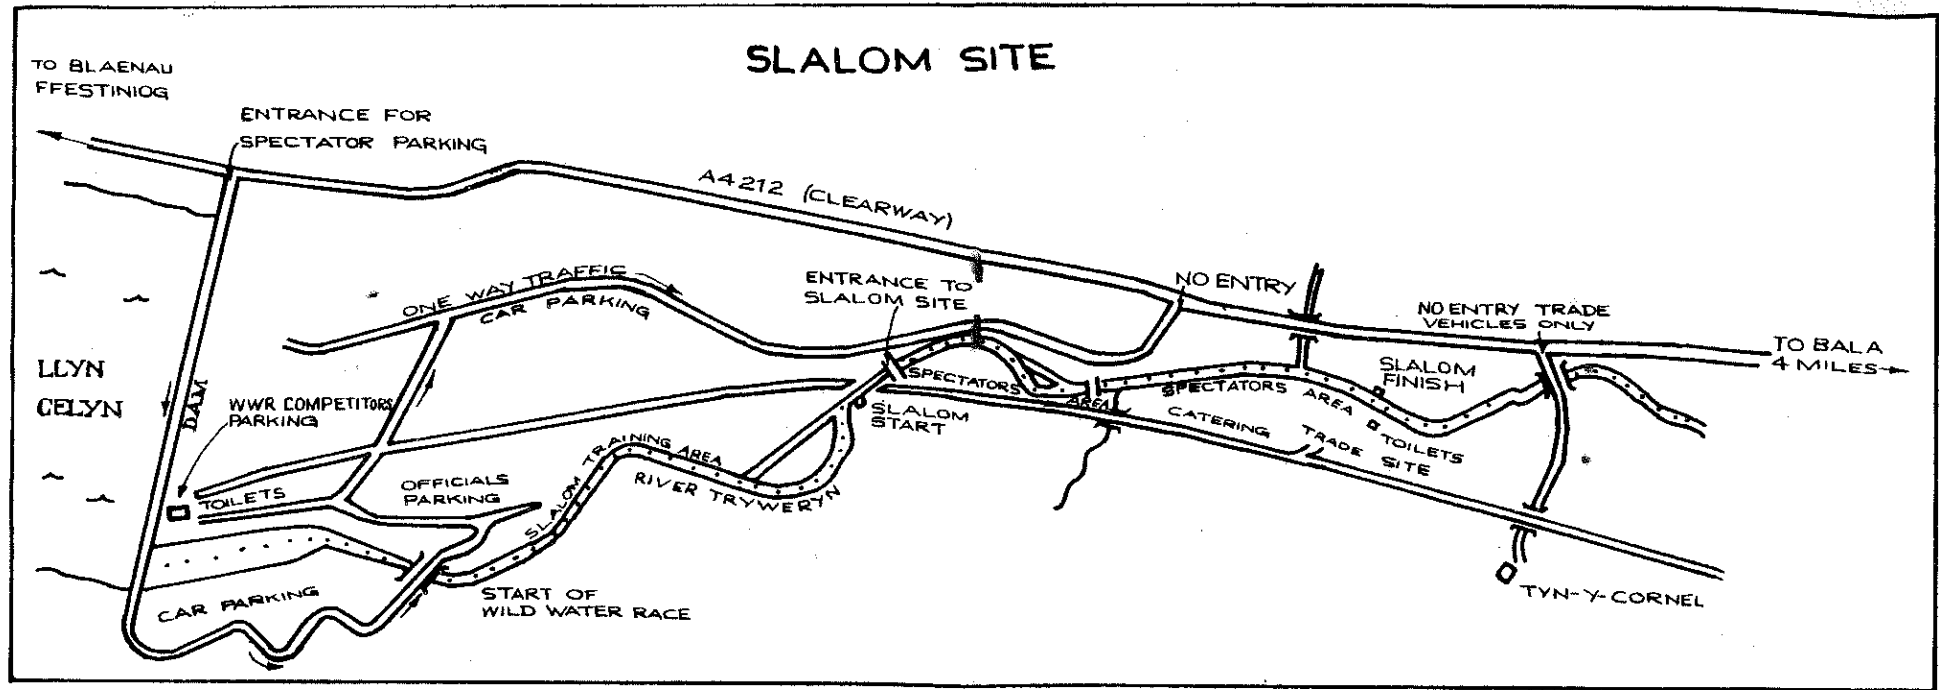 SLALOM SITE
TO BLAENAU
FFESTINIOG
ENTRANCE FOR
SPECTATOR PARKING
A4212 (CLEARWAY)
ONE WAY TRAFFIC
CAR PARKING
ENTRANCE TO
SLALOM SITE
NO ENTRY
NO ENTRY TRADE
VEHICLES ONLY
TO BALA
4 MILES
LLYN
CELYN
DAM
WWR COMPETITORS
PARKING
SPECTATORS
AREA
SPECTATORS AREA
SLALOM
FINISH
SLALOM
START
CATERING
TRADE
SITE
TOILETS
SLALOM TRAINING AREA
RIVER TRYWERYN
OFFICIALS
PARKING
TOILETS
START OF
WILD WATER RACE
CAR PARKING
TYN-Y-CORNEL